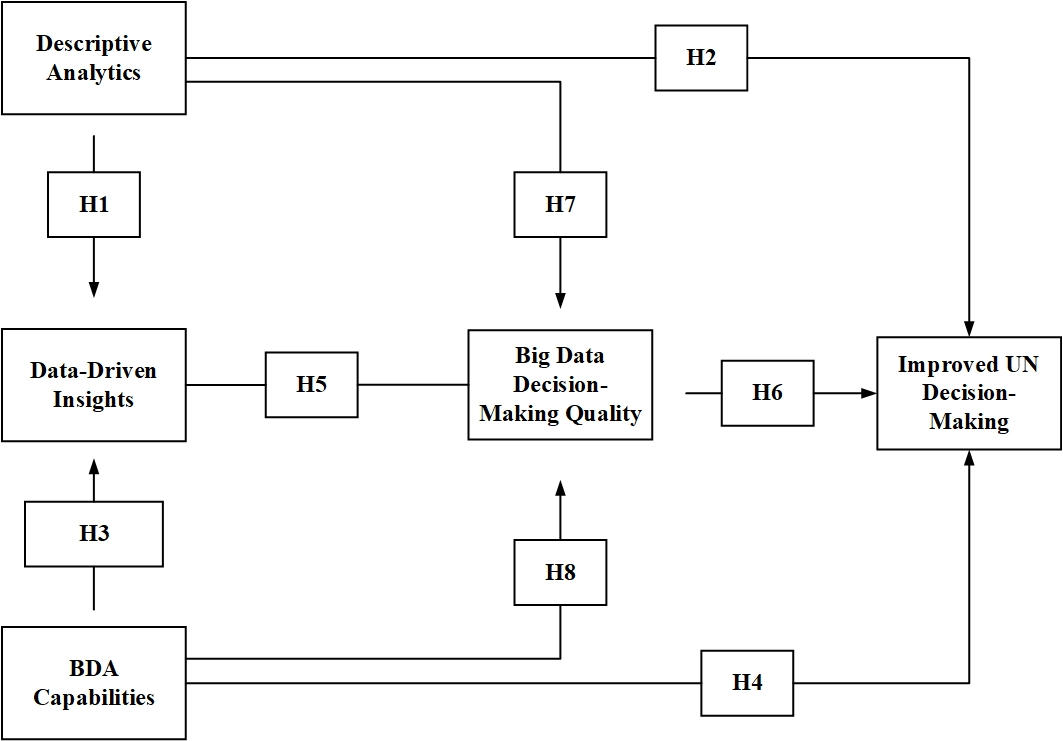 Descriptive
Analytics
H2
H1
H7
Data-Driven
Insights
H5
Big Data
Decision-
Making Quality
H6
Improved UN
Decision-
Making
H3
H8
BDA
Capabilities
H4